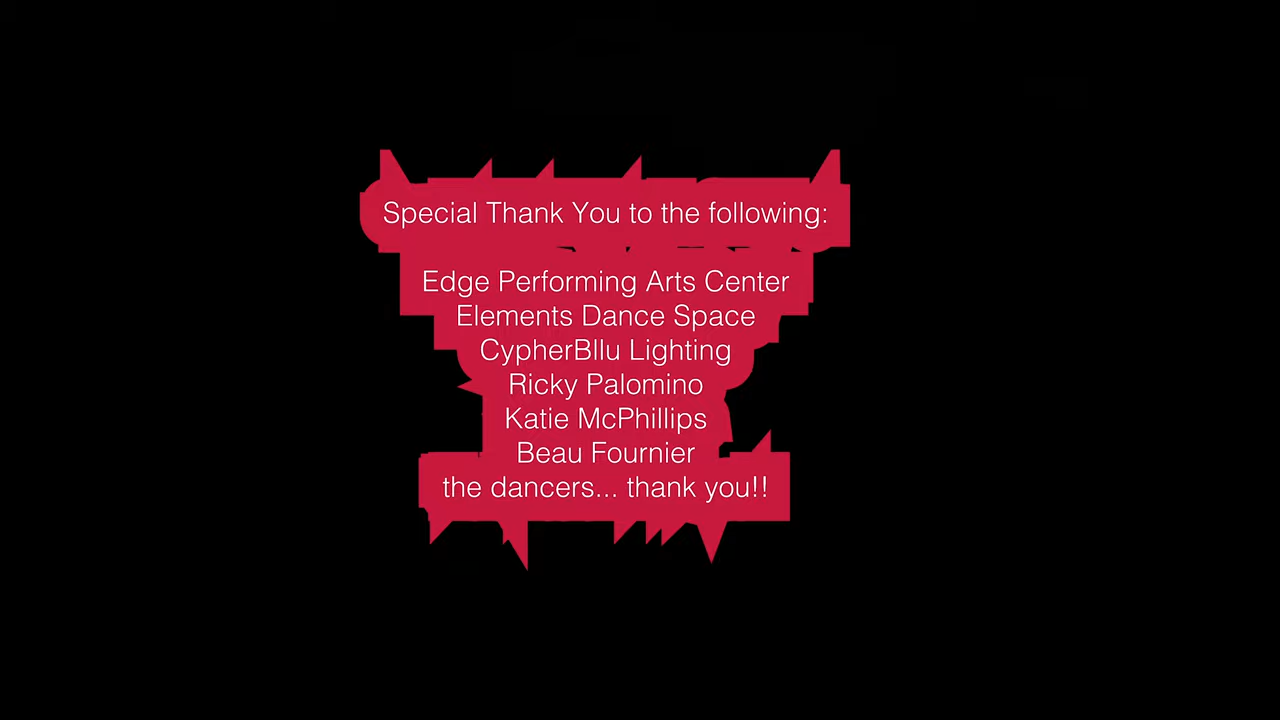 Special Thank You to the following:
Edge Performing Arts Center
Elements Dance Space
CypherBllu Lighting
Ricky Palomino
Katie McPhillips
Beau Fournier
the dancers... thank you!!